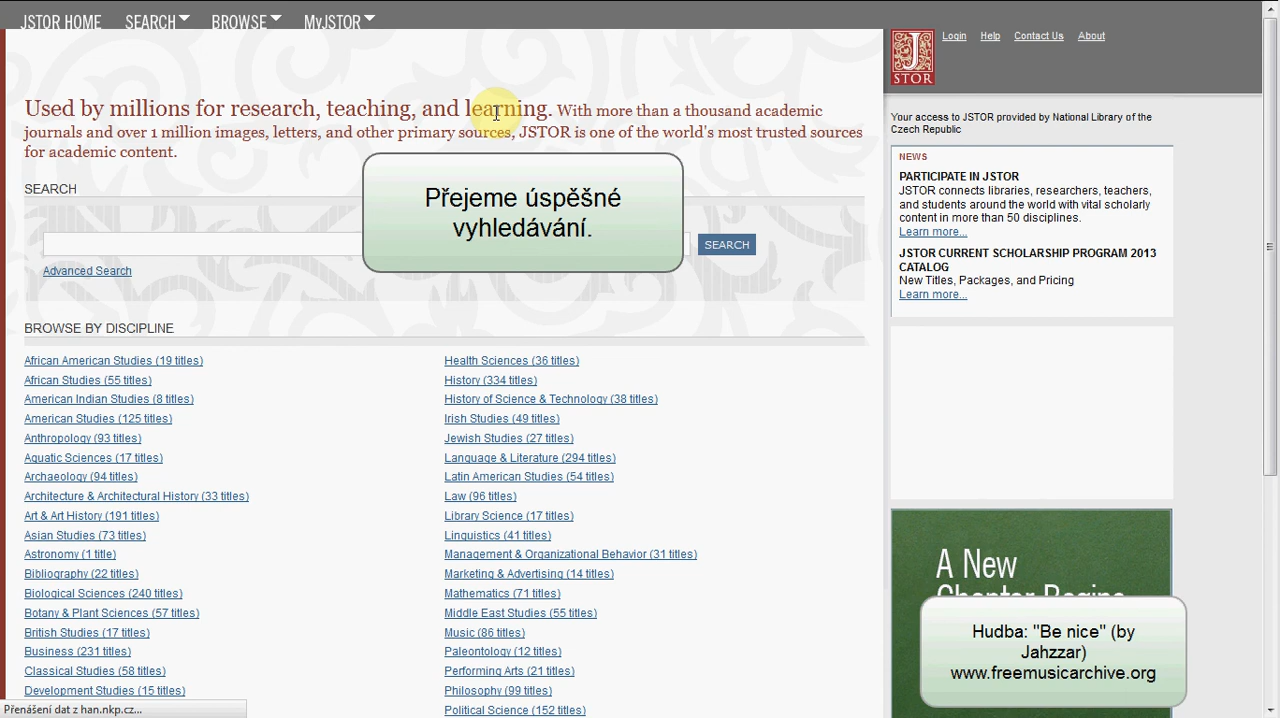 JSTOR HOME SEARCH BROWSE MyJSTOR
JSTOR
Login Help Contact Us About
Used by millions for research, teaching, and learning. With more than a thousand academic
journals and over 1 million images, letters, and other primary sources, JSTOR is one of the world's most trusted sources
for academic content.
Přejeme úspěšné
vyhledávání.
SEARCH
SEARCH
Advanced Search
BROWSE BY DISCIPLINE
African American Studies (19 titles)
African Studies (55 titles)
American Indian Studies (8 titles)
American Studies (125 titles)
Anthropology (93 titles)
Aquatic Sciences (17 titles)
Archaeology (94 titles)
Architecture & Architectural History (33 titles)
Art & Art History (191 titles)
Asian Studies (73 titles)
Astronomy (1 title)
Bibliography (22 titles)
Biological Sciences (240 titles)
Botany & Plant Sciences (57 titles)
British Studies (17 titles)
Business (231 titles)
Classical Studies (58 titles)
Development Studies (15 titles)
Health Sciences (36 titles)
History (334 titles)
History of Science & Technology (38 titles)
Irish Studies (49 titles)
Jewish Studies (27 titles)
Language & Literature (294 titles)
Latin American Studies (54 titles)
Law (96 titles)
Library Science (17 titles)
Linguistics (41 titles)
Management & Organizational Behavior (31 titles)
Marketing & Advertising (14 titles)
Mathematics (71 titles)
Middle East Studies (55 titles)
Music (86 titles)
Paleontology (12 titles)
Performing Arts (21 titles)
Philosophy (99 titles)
Political Science (152 titles)
Your access to JSTOR provided by National Library of the
Czech Republic
NEWS
PARTICIPATE IN JSTOR
JSTOR connects libraries, researchers, teachers,
and students around the world with vital scholarly
content in more than 50 disciplines.
Learn more...
JSTOR CURRENT SCHOLARSHIP PROGRAM 2013
CATALOG
New Titles, Packages, and Pricing
Learn more...
A New
Chapter Begins
Hudba: "Be nice" (by
Jahzzar)
www.freemusicarchive.org
Přenášení dat z han.nkp.cz...